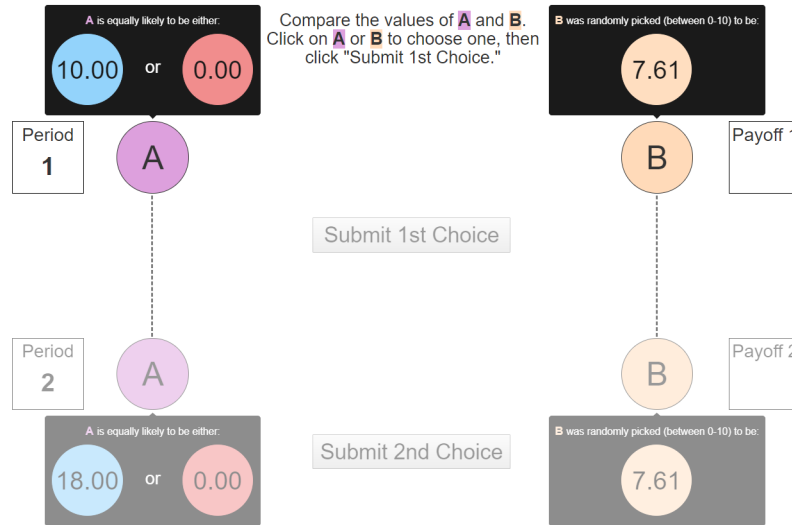 A is equally likely to be either:
10.00 or 0.00
Compare the values of A and B.
Click on A or B to choose one, then
click "Submit 1st Choice."
B was randomly picked (between 0-10) to be:
7.61
Period
1
A
B
Payoff 1
Submit 1st Choice
Period
2
A
B
Payoff 2
A is equally likely to be either:
18.00 or 0.00
Submit 2nd Choice
B was randomly picked (between 0-10) to be:
7.61